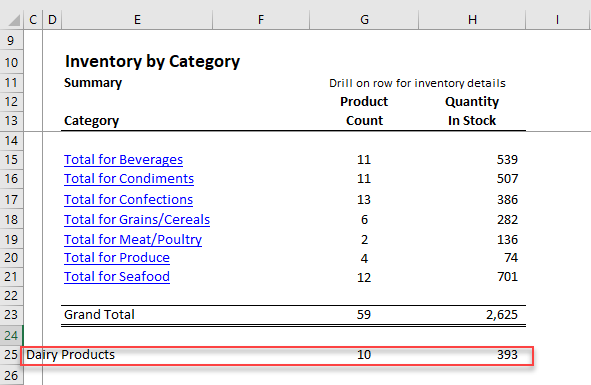 C D E F G H I
9
10 Inventory by Category
11 Summary Drill on row for inventory details
12 Product Quantity
13 Category Count In Stock
14
15 Total for Beverages 11 539
16 Total for Condiments 11 507
17 Total for Confections 13 386
18 Total for Grains/Cereals 6 282
19 Total for Meat/Poultry 2 136
20 Total for Produce 4 74
21 Total for Seafood 12 701
22
23 Grand Total 59 2,625
24
25 Dairy Products 10 393
26